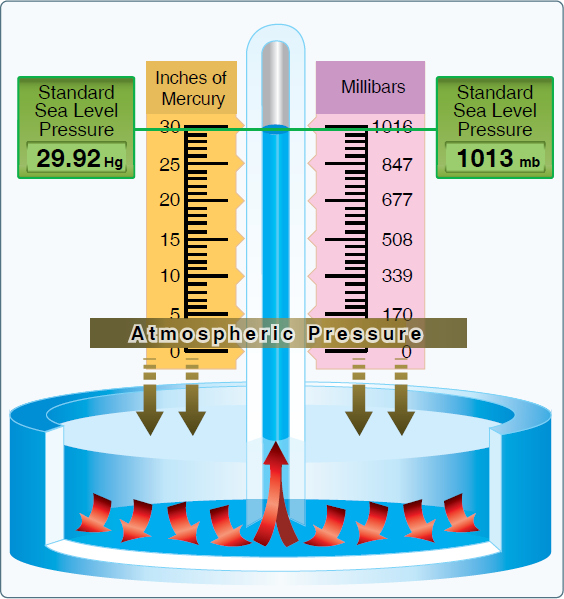 Inches of
Mercury
Millibars
Standard
Sea Level
Pressure
29.92 Hg
Standard
Sea Level
Pressure
1013 mb
30
25
20
15
10
5
0
1016
847
677
508
339
170
0
Atmospheric Pressure